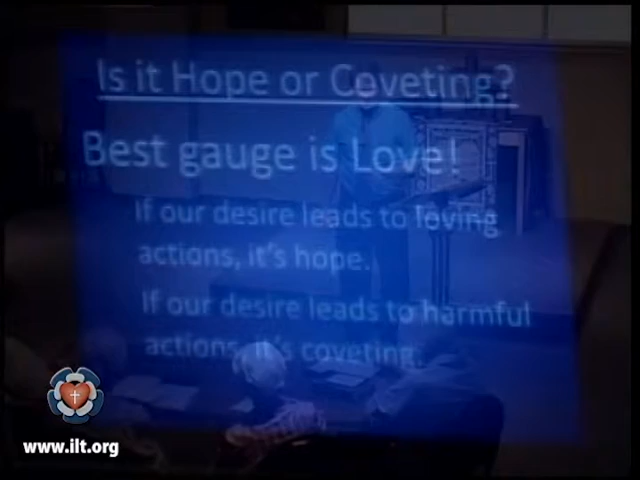 Is it Hope or Coveting?
Best gauge is Love!
If our desire leads to loving
actions, it's hope.
If our desire leads to harmful
actions, it's coveting.
www.ilt.org